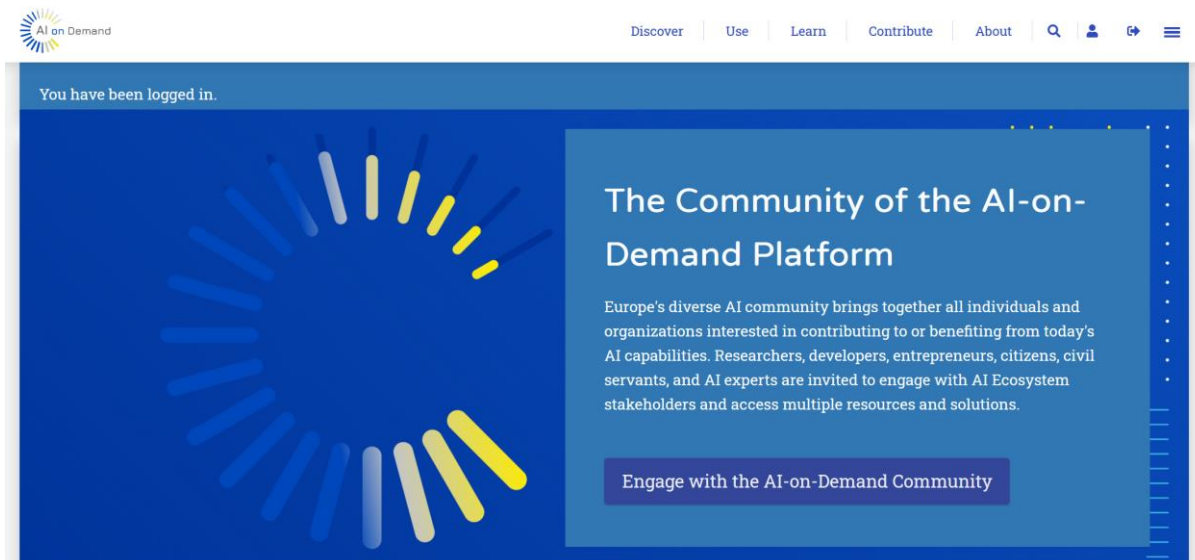 AI on Demand
Discover
Use
Learn
Contribute
About
You have been logged in.
The Community of the AI-on-
Demand Platform
Europe's diverse AI community brings together all individuals and
organizations interested in contributing to or benefiting from today's
AI capabilities. Researchers, developers, entrepreneurs, citizens, civil
servants, and AI experts are invited to engage with AI Ecosystem
stakeholders and access multiple resources and solutions.
Engage with the AI-on-Demand Community